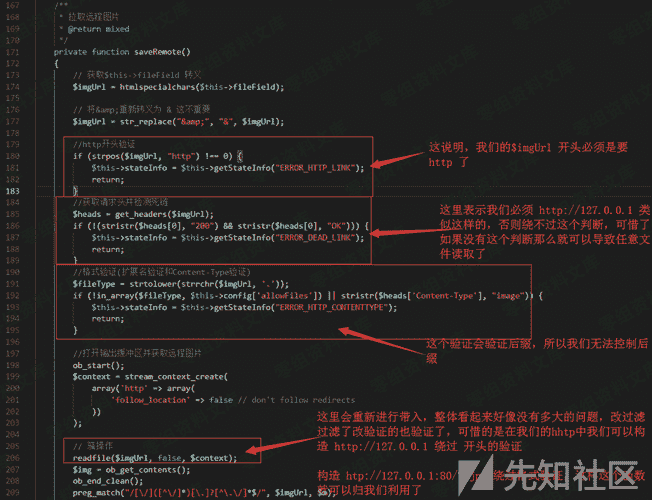 167 /**
168 * 拉取远程图片
169 * @return mixed
170 */
171 private function saveRemote()
172 {
173 // 获取$this->fileField 转义
174 $imgUrl = htmlspecialchars($this->fileField);
175
176 // 将&amp;重新转义为 & 这不重要
177 $imgUrl = str_replace("&amp;", "&", $imgUrl);
178
179 //http开头验证
180 if (strpos($imgUrl, "http") !== 0) {
181 $this->stateInfo = $this->getStateInfo("ERROR_HTTP_LINK");
182 return;
183 }
这说明，我们的$imgUrl 开头必须是要
http 了
184 //获取请求头并检测死链
185 $heads = get_headers($imgUrl);
186 if (!(stristr($heads[0], "200") && stristr($heads[0], "OK"))) {
187 $this->stateInfo = $this->getStateInfo("ERROR_DEAD_LINK");
188 return;
189 }
这里表示我们必须 http://127.0.0.1 类
似这样的，否则绕不过这个判断，可惜了
如果没有这个判断那么就可以导致任意文
件读取了
190 //格式验证(扩展名验证和Content-Type验证)
191 $fileType = strtolower(strrchr($imgUrl, '.'));
192 if (!in_array($fileType, $this->config['allowFiles']) || stristr($heads['Content-Type'], "image")) {
193 $this->stateInfo = $this->getStateInfo("ERROR_HTTP_CONTENTTYPE");
194 return;
195 }
这个验证会验证后缀，所以我们无法控制后
缀
196
197 //打开输出缓冲区并获取远程图片
198 ob_start();
199 $context = stream_context_create(
200 array('http' => array(
201 'follow_location' => false // don't follow redirects
202 ))
203 );
204
205 // 骚操作
206 readfile($imgUrl, false, $context);
207 $img = ob_get_contents();
208 ob_end_clean();
209 preg_match("/[\/]([^\/]*)[\.]?[^\.\/]*$/", $imgUrl,
这里会重新进行带入，整体看起来好像没有多大的问题，改过滤
过滤了改验证的也验证了，可惜的是在我们的hhtp中我们可以构
造 http://127.0.0.1 绕过 开头的验证
构造 http://127.0.0.1:80/
就可以归我们利用了
先知社区